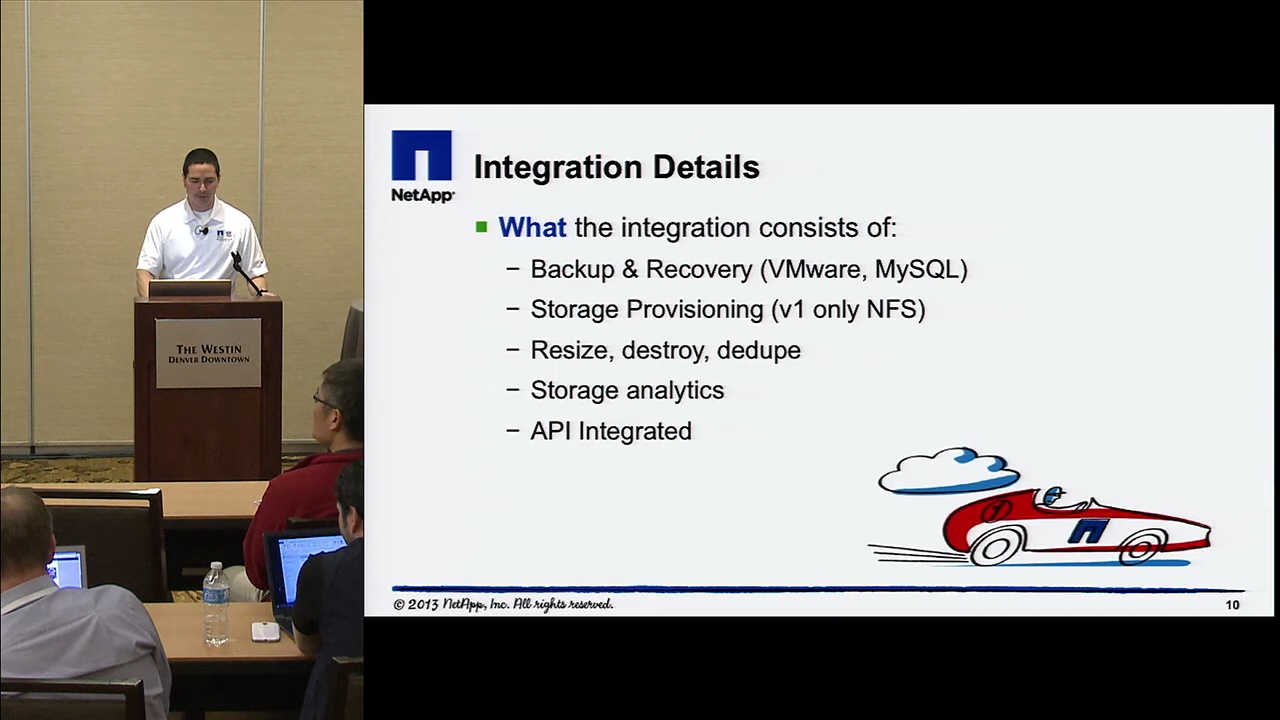 THE WESTIN
DENVER DOWNTOWN
NetApp
Integration Details
What the integration consists of:
– Backup & Recovery (VMware, MySQL)
– Storage Provisioning (v1 only NFS)
– Resize, destroy, dedupe
– Storage analytics
– API Integrated
© 2013 NetApp, Inc. All rights reserved.
10